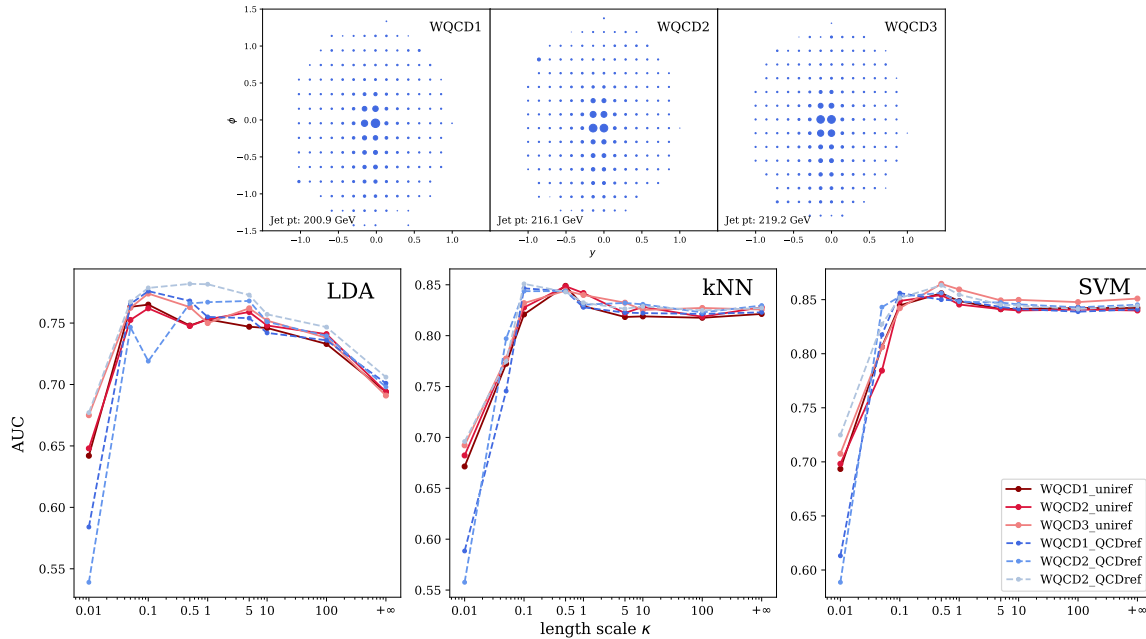 WQCD1
WQCD2
WQCD3
1.5
1.0
0.5
0.0
−0.5
−1.0
−1.5
ϕ
Jet pt: 200.9 GeV
Jet pt: 216.1 GeV
Jet pt: 219.2 GeV
−1.0 −0.5 0.0 0.5 1.0
−1.0 −0.5 0.0 0.5 1.0
−1.0 −0.5 0.0 0.5 1.0
y
LDA
AUC
0.75
0.70
0.65
0.60
0.55
0.01 0.1 0.5 1 5 10 100 +∞
kNN
0.85
0.80
0.75
0.70
0.65
0.60
0.55
0.01 0.1 0.5 1 5 10 100 +∞
length scale κ
SVM
0.85
0.80
0.75
0.70
0.65
0.60
WQCD1_uniref
WQCD2_uniref
WQCD3_uniref
WQCD1_QCDref
WQCD2_QCDref
WQCD2_QCDref
0.01 0.1 0.5 1 5 10 100 +∞